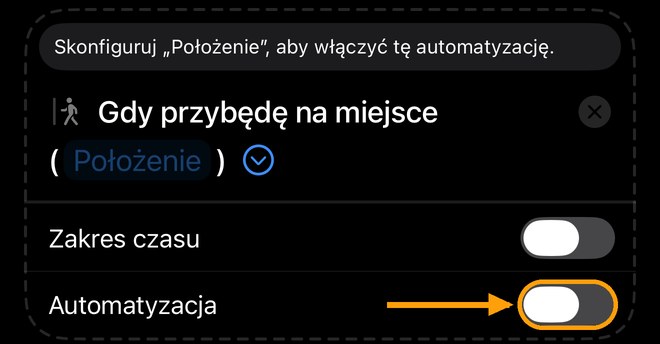 Skonfiguruj „Położenie”, aby włączyć tę automatyzację.
Gdy przybędę na miejsce
( Położenie )
Zakres czasu
Automatyzacja